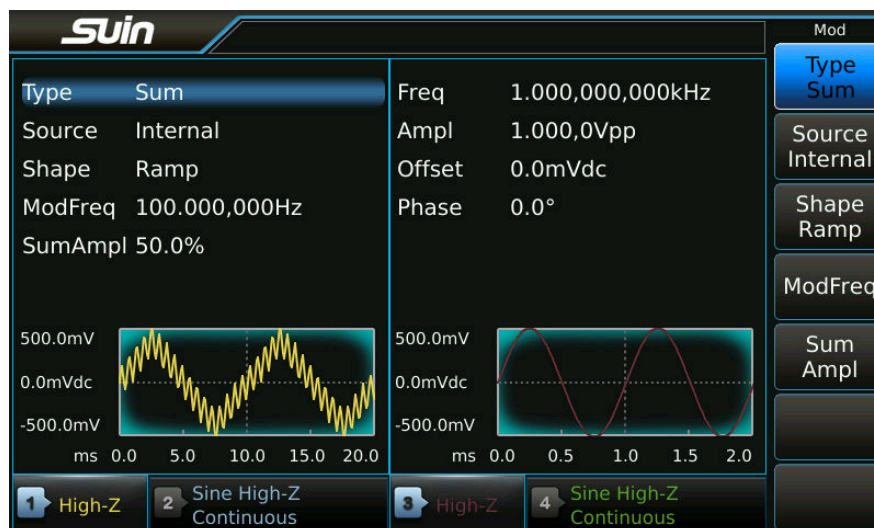 Suin
Mod
Type Sum
Source Internal
Shape Ramp
ModFreq 100.000,000Hz
SumAmpl 50.0%
Freq 1.000,000,000kHz
Ampl 1.000,0Vpp
Offset 0.0mVdc
Phase 0.0°
500.0mV
0.0mVdc
-500.0mV
ms 0.0 5.0 10.0 15.0 20.0
500.0mV
0.0mVdc
-500.0mV
ms 0.0 0.5 1.0 1.5 2.0
Type
Sum
Source
Internal
Shape
Ramp
ModFreq
Sum
Ampl
1 High-Z
2 Sine High-Z
Continuous
3 High-Z
4 Sine High-Z
Continuous